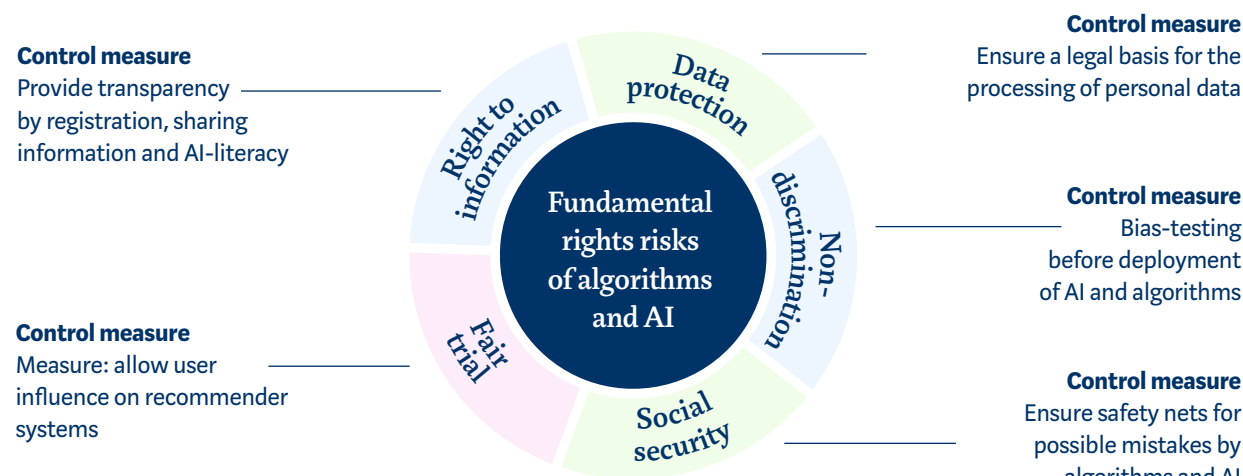 Control measure
Provide transparency
by registration, sharing
information and AI-literacy
Right to
information
Data
protection
Control measure
Ensure a legal basis for the
processing of personal data
Fundamental
rights risks
of algorithms
and AI
Non-
discrimination
Control measure
Bias-testing
before deployment
of AI and algorithms
Control measure
Measure: allow user
influence on recommender
systems
Fair
trial
Social
security
Control measure
Ensure safety nets for
possible mistakes by
algorithms and AI